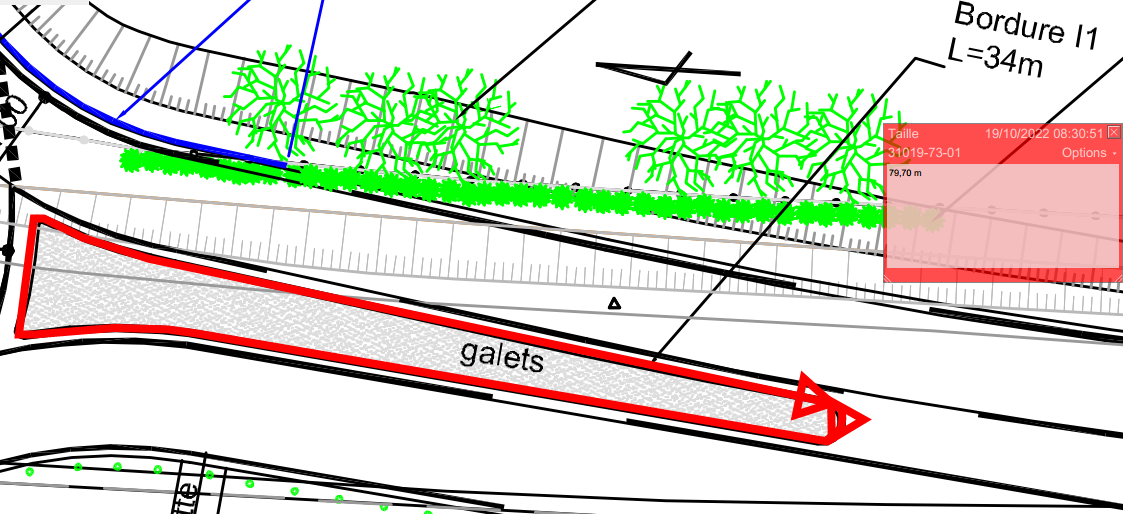 Bordure I1
L=34m
Taille 19/10/2022 08:30:51
31019-73-01 Options
79,70 m
galets